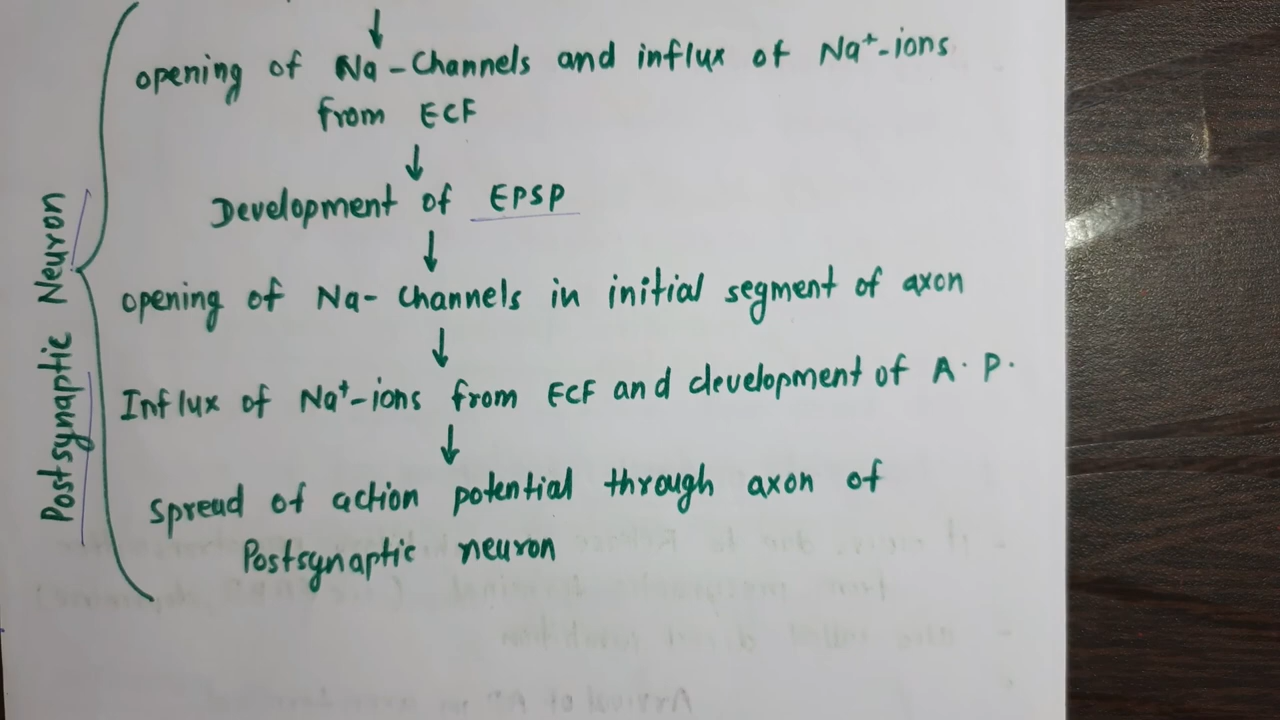 ↓
opening of Na-Channels and influx of Na⁺-ions
from ECF
↓
Development of EPSP
↓
opening of Na-Channels in initial segment of axon
↓
Influx of Na⁺-ions from ECF and development of A.P.
↓
Spread of action potential through axon of
Postsynaptic neuron
Postsynaptic Neuron